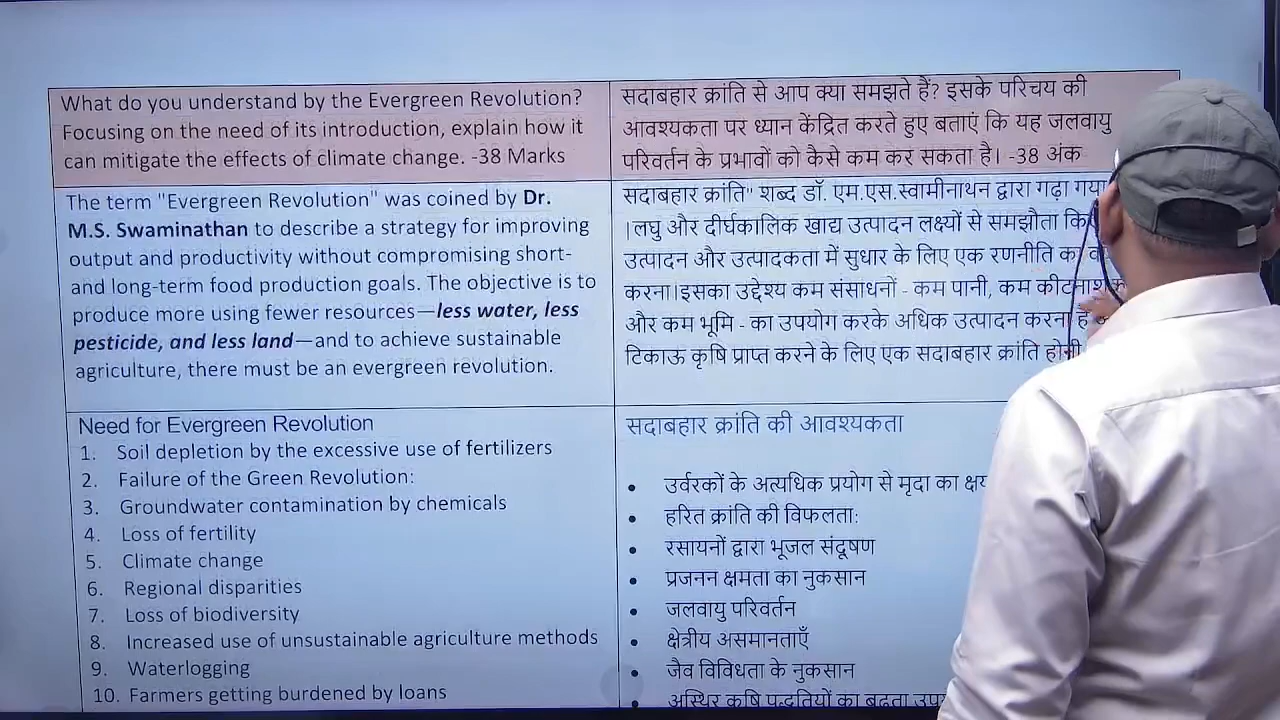 What do you understand by the Evergreen Revolution?
Focusing on the need of its introduction, explain how it
can mitigate the effects of climate change. -38 Marks
सदाबहार क्रांति से आप क्या समझते हैं? इसके परिचय की
आवश्यकता पर ध्यान केंद्रित करते हुए बताएं कि यह जलवायु
परिवर्तन के प्रभावों को कैसे कम कर सकता है। -38 अंक
The term "Evergreen Revolution" was coined by Dr.
M.S. Swaminathan to describe a strategy for improving
output and productivity without compromising short-
and long-term food production goals. The objective is to
produce more using fewer resources—less water, less
pesticide, and less land—and to achieve sustainable
agriculture, there must be an evergreen revolution.
सदाबहार क्रांति" शब्द डॉ. एम.एस.स्वामीनाथन द्वारा गढ़ा गया
।लघु और दीर्घकालिक खाद्य उत्पादन लक्ष्यों से समझौता
उत्पादन और उत्पादकता में सुधार के लिए एक रणनीति का
करना।इसका उद्देश्य कम संसाधनों - कम पानी, कम
और कम भूमि - का उपयोग करके अधिक उत्पादन करना है
टिकाऊ कृषि प्राप्त करने के लिए एक सदाबहार क्रांति होनी
Need for Evergreen Revolution
1. Soil depletion by the excessive use of fertilizers
2. Failure of the Green Revolution:
3. Groundwater contamination by chemicals
4. Loss of fertility
5. Climate change
6. Regional disparities
7. Loss of biodiversity
8. Increased use of unsustainable agriculture methods
9. Waterlogging
10. Farmers getting burdened by loans
सदाबहार क्रांति की आवश्यकता
• उर्वरकों के अत्यधिक प्रयोग से मृदा का
• हरित क्रांति की विफलता:
• रसायनों द्वारा भूजल संदूषण
• प्रजनन क्षमता का नुकसान
• जलवायु परिवर्तन
• क्षेत्रीय असमानताएँ
• जैव विविधता के नुकसान
• अस्थिर कृषि पद्धतियों का बढ़ता